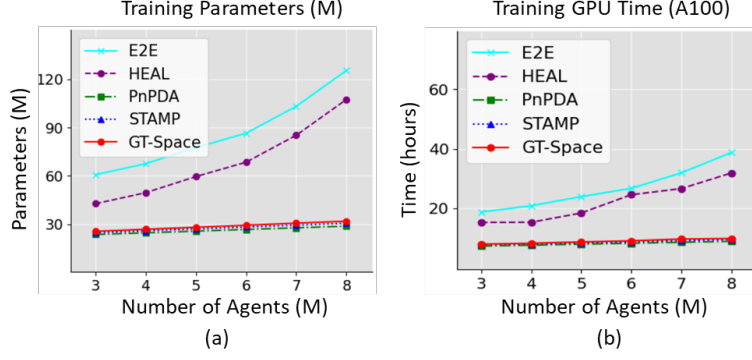 Training Parameters (M)
Parameters (M)
120
90
60
30
E2E
HEAL
PnPDA
STAMP
GT-Space
3 4 5 6 7 8
Number of Agents (M)
(a)
Training GPU Time (A100)
Time (hours)
60
40
20
E2E
HEAL
PnPDA
STAMP
GT-Space
3 4 5 6 7 8
Number of Agents (M)
(b)